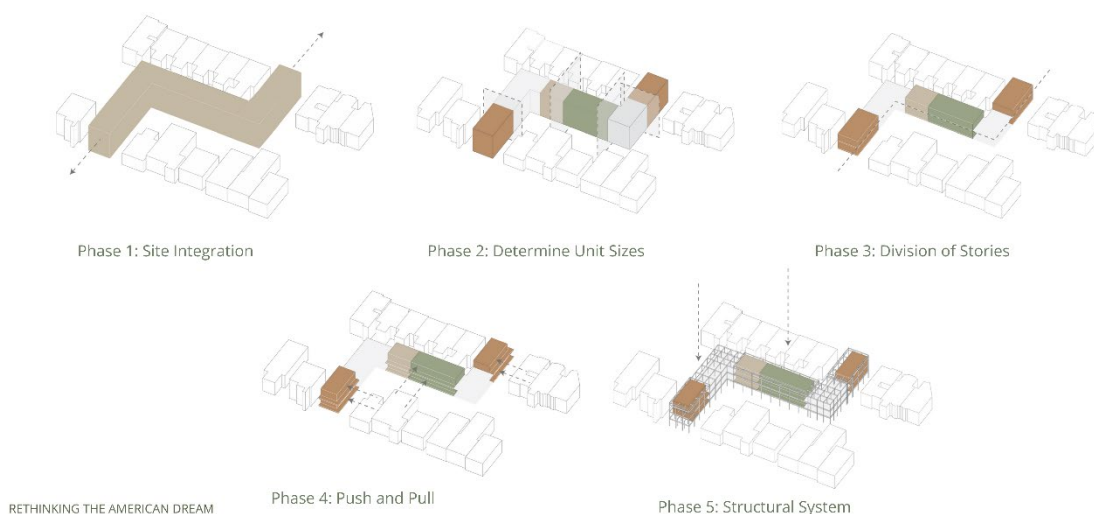 Phase 1: Site Integration
Phase 2: Determine Unit Sizes
Phase 3: Division of Stories
Phase 4: Push and Pull
Phase 5: Structural System
RETHINKING THE AMERICAN DREAM